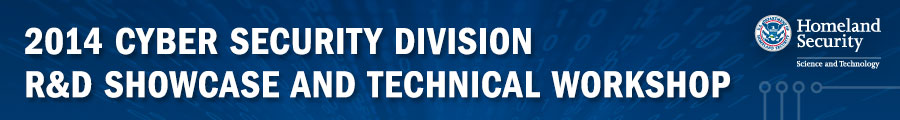 2014 CYBER SECURITY DIVISION
R&D SHOWCASE AND TECHNICAL WORKSHOP
Homeland
Security
Science and Technology